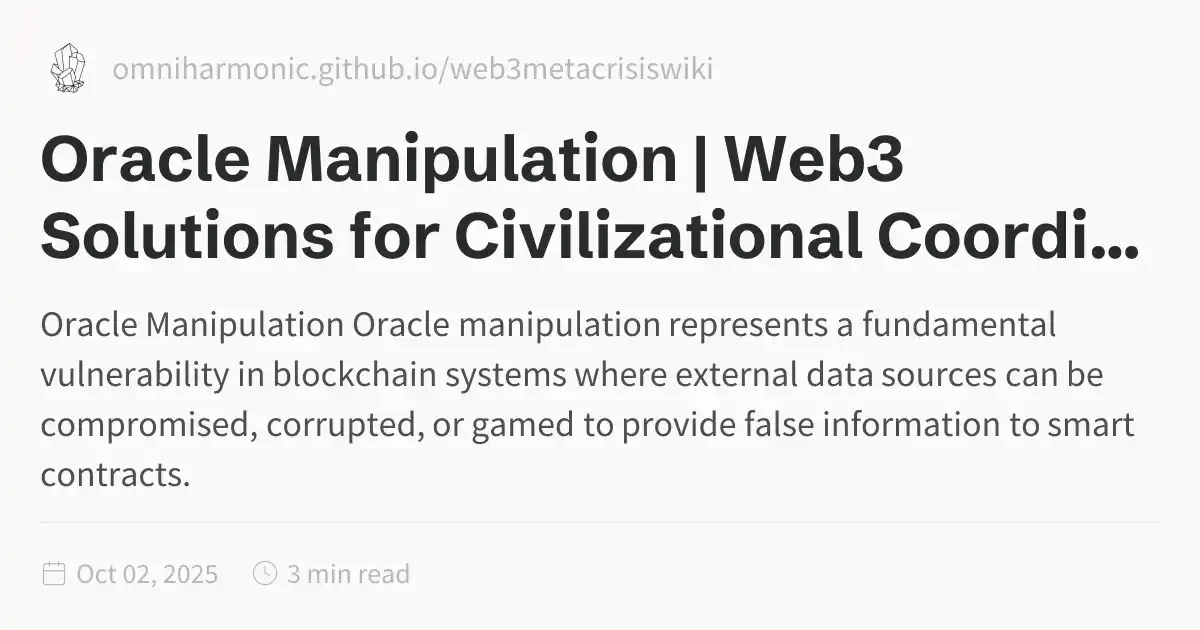 omniharmonic.github.io/web3metacrisiswiki
Oracle Manipulation | Web3
Solutions for Civilizational Coordi...
Oracle Manipulation Oracle manipulation represents a fundamental
vulnerability in blockchain systems where external data sources can be
compromised, corrupted, or gamed to provide false information to smart
contracts.
Oct 02, 2025
3 min read